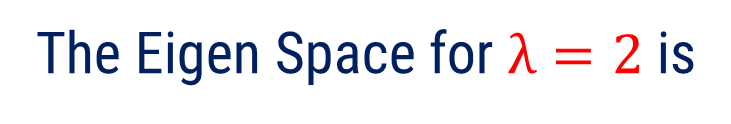 The Eigen Space for λ = 2 is